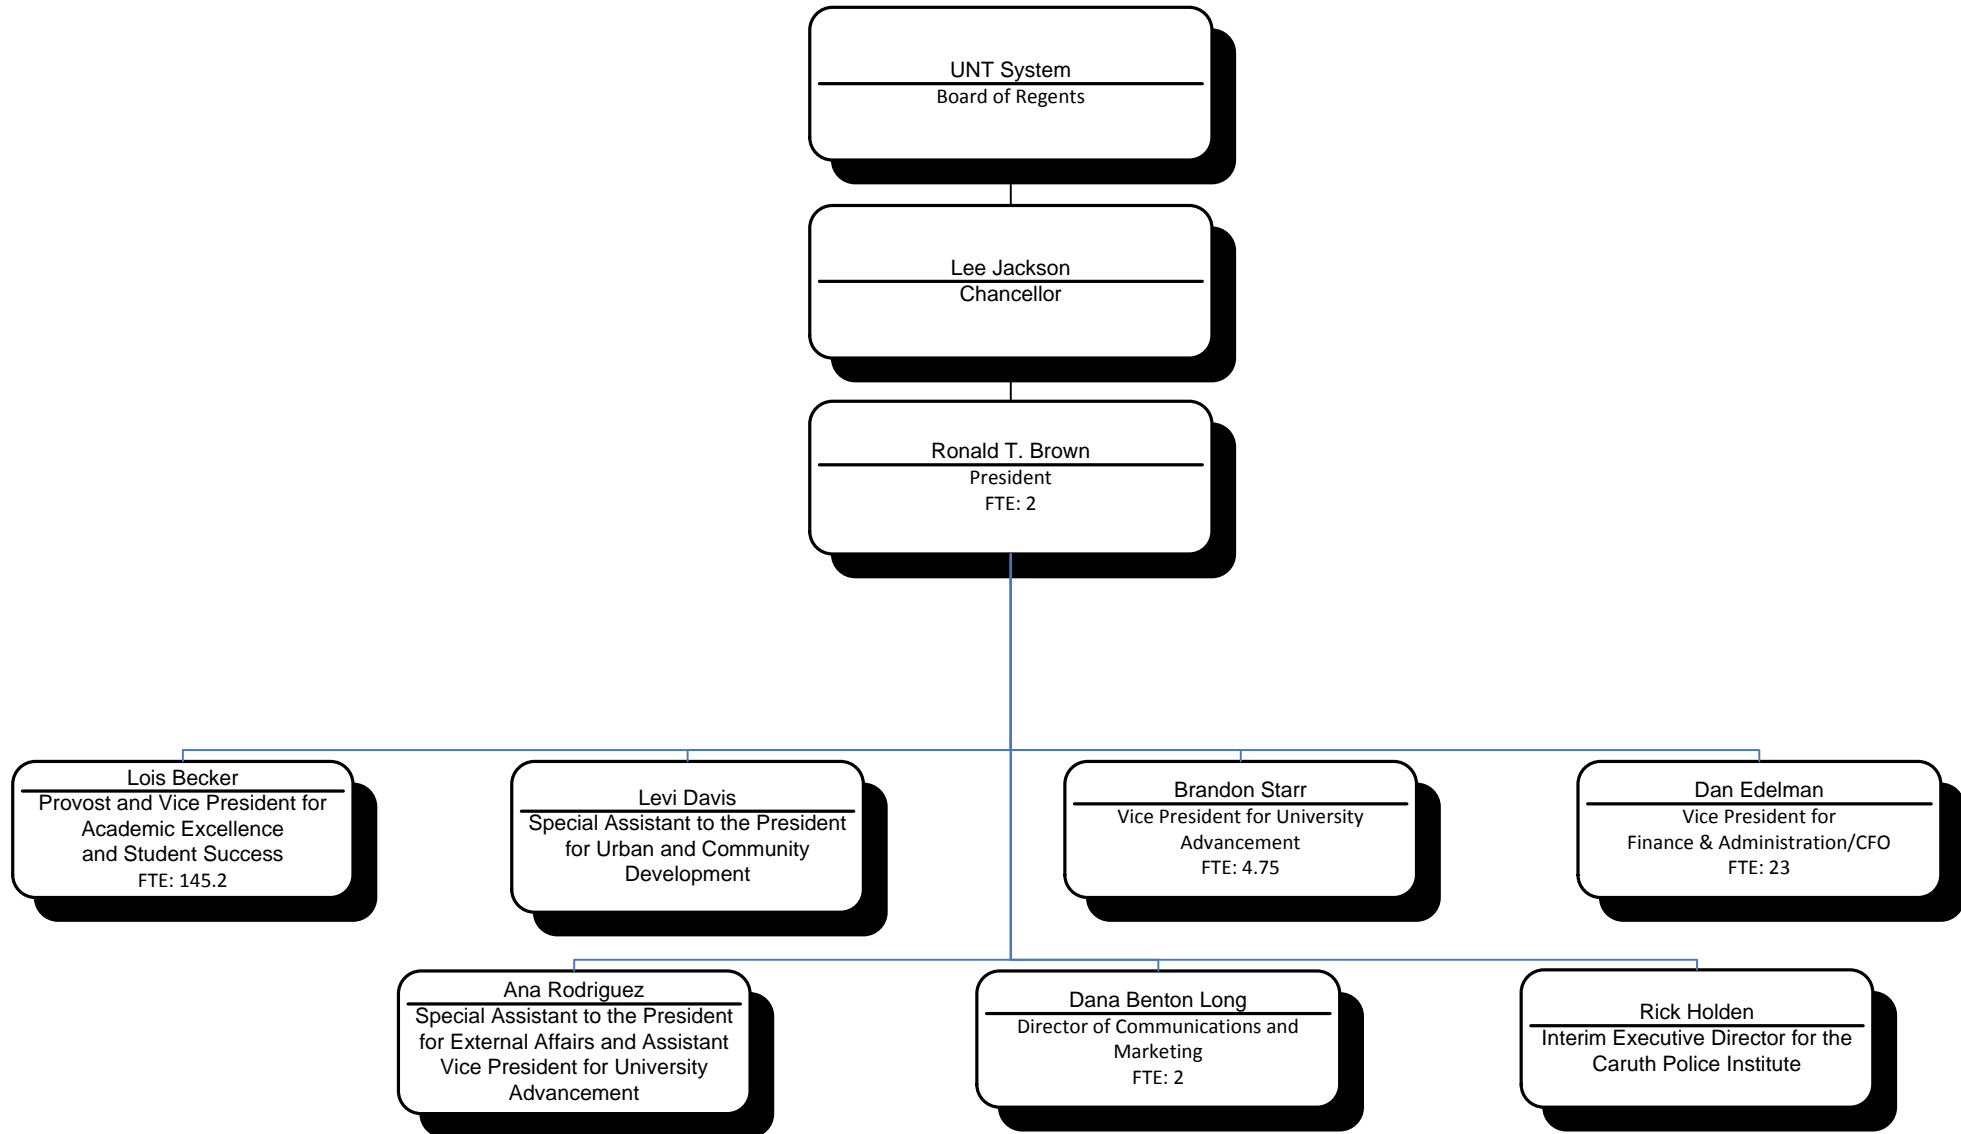 UNT System
Board of Regents
Lee Jackson
Chancellor
Ronald T. Brown
President
FTE: 2
Lois Becker
Provost and Vice President for
Academic Excellence
and Student Success
FTE: 145.2
Levi Davis
Special Assistant to the President
for Urban and Community
Development
Brandon Starr
Vice President for University
Advancement
FTE: 4.75
Dan Edelman
Vice President for
Finance & Administration/CFO
FTE: 23
Ana Rodriguez
Special Assistant to the President
for External Affairs and Assistant
Vice President for University
Advancement
Dana Benton Long
Director of Communications and
Marketing
FTE: 2
Rick Holden
Interim Executive Director for the
Caruth Police Institute